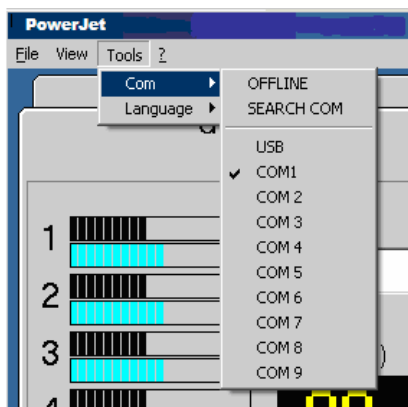 PowerJet
File View Tools ?
Com
Language
OFFLINE
SEARCH COM
USB
COM1
COM 2
COM 3
COM 4
COM 5
COM 6
COM 7
COM 8
COM 9
1
2
3
4
)